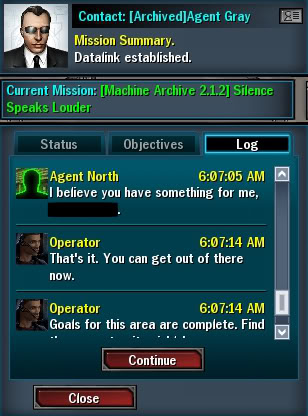 Contact: [Archived]Agent Gray
Mission Summary.
Datalink established.
Current Mission: [Machine Archive 2.1.2] Silence
Speaks Louder
Status
Objectives
Log
Agent North 6:07:05 AM
I believe you have something for me,
.
Operator 6:07:14 AM
That's it. You can get out of there
now.
Operator 6:07:14 AM
Goals for this area are complete. Find
Continue
Close